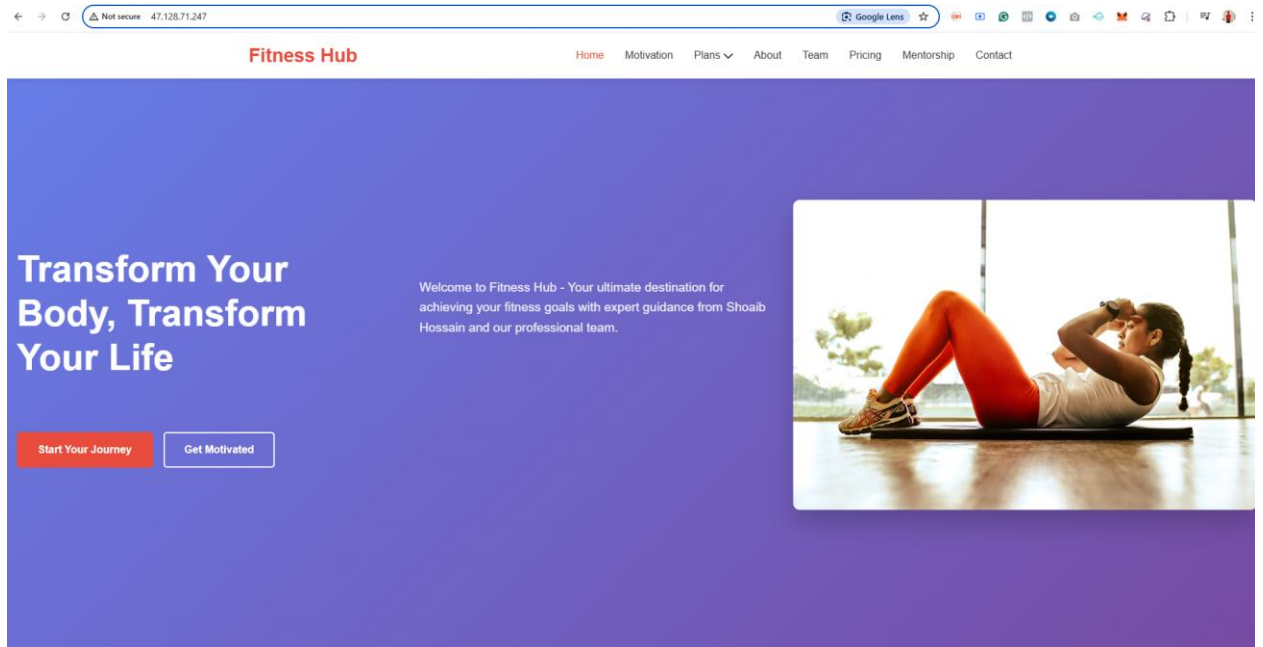 Not secure 47.128.71.247
Google Lens
Fitness Hub
Home Motivation Plans About Team Pricing Mentorship Contact
Transform Your
Body, Transform
Your Life
Welcome to Fitness Hub - Your ultimate destination for
achieving your fitness goals with expert guidance from Shoaib
Hossain and our professional team.
Start Your Journey
Get Motivated